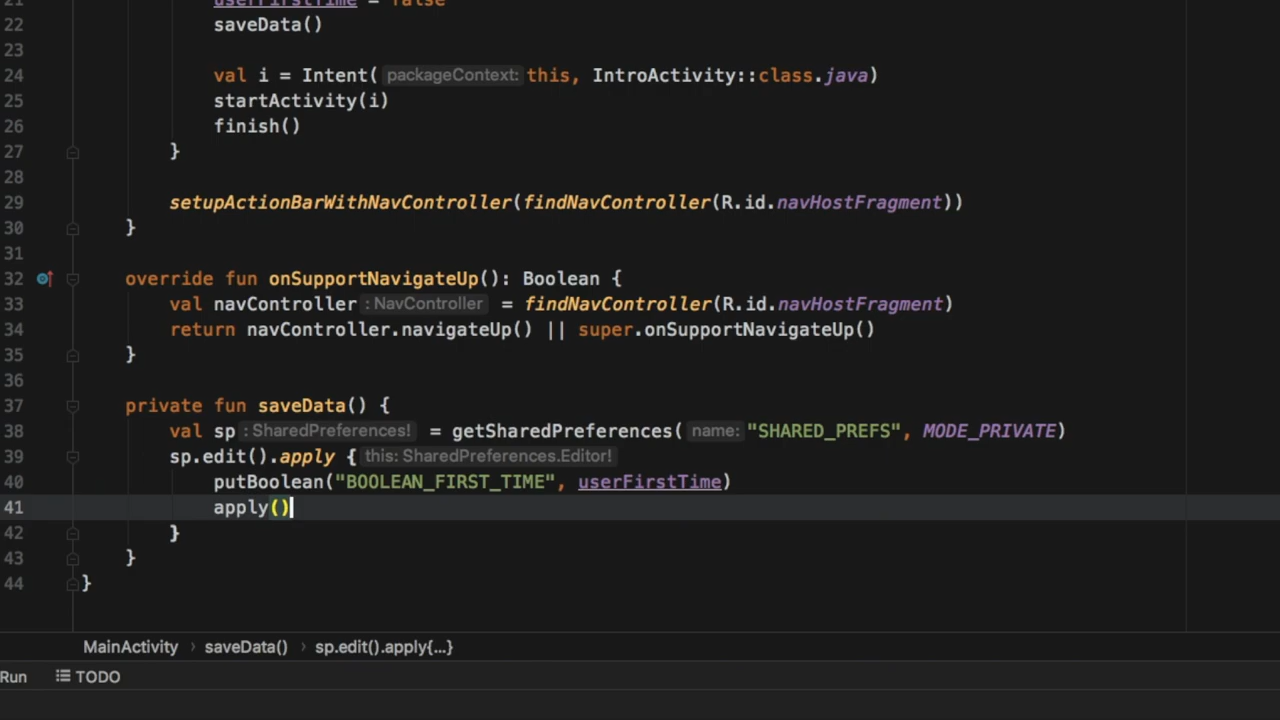 21 userFirstTime = false
22 saveData()
23
24 val i = Intent( packageContext: this, IntroActivity::class.java)
25 startActivity(i)
26 finish()
27 }
28
29 setupActionBarWithNavController(findNavController(R.id.navHostFragment))
30 }
31
32 override fun onSupportNavigateUp(): Boolean {
33 val navController : NavController = findNavController(R.id.navHostFragment)
34 return navController.navigateUp() || super.onSupportNavigateUp()
35 }
36
37 private fun saveData() {
38 val sp : SharedPreferences! = getSharedPreferences( name: "SHARED_PREFS", MODE_PRIVATE)
39 sp.edit().apply { this: SharedPreferences.Editor!
40 putBoolean("BOOLEAN_FIRST_TIME", userFirstTime)
41 apply()
42 }
43 }
44 }
MainActivity › saveData() › sp.edit().apply{...}
Run TODO